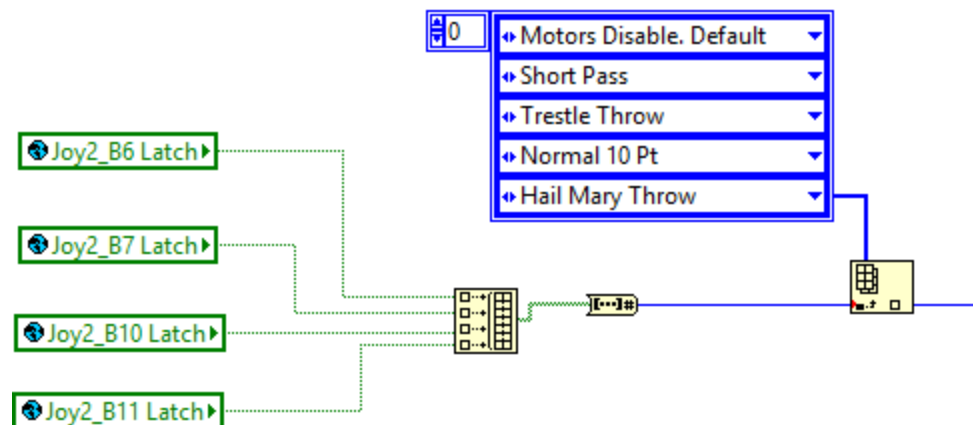 0
Motors Disable. Default
Short Pass
Trestle Throw
Normal 10 Pt
Hail Mary Throw
Joy2_B6 Latch
Joy2_B7 Latch
Joy2_B10 Latch
Joy2_B11 Latch
[...]#